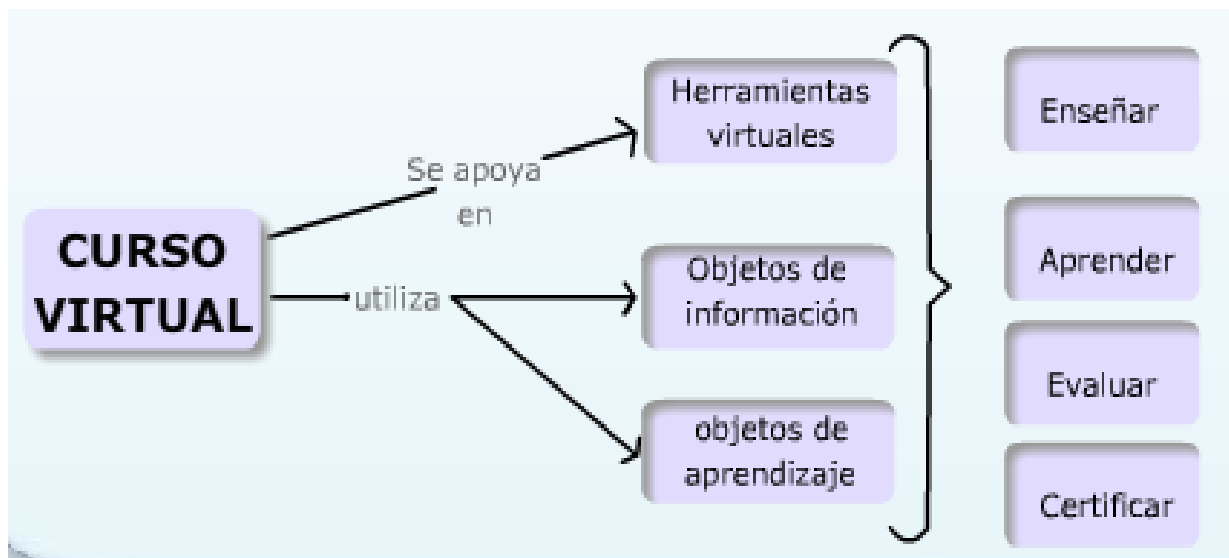 CURSO
VIRTUAL
Se apoya
en
utiliza
Herramientas
virtuales
Objetos de
información
objetos de
aprendizaje
Enseñar
Aprender
Evaluar
Certificar